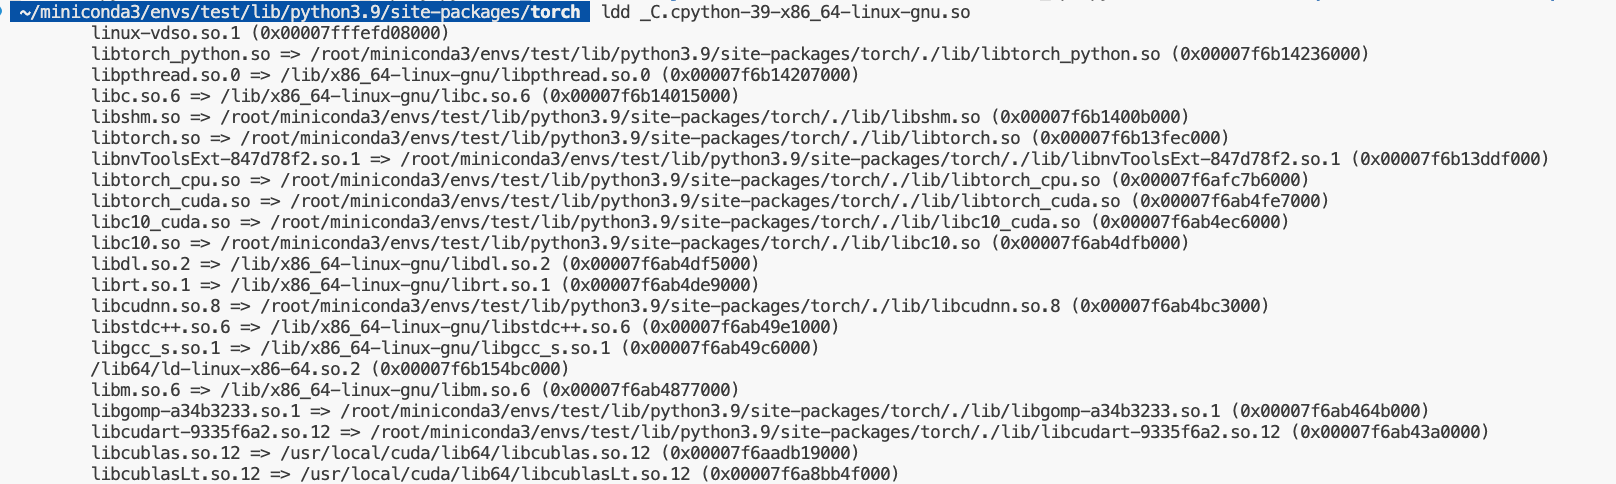 ~/miniconda3/envs/test/lib/python3.9/site-packages/torch ldd _C.cpython-39-x86_64-linux-gnu.so
linux-vdso.so.1 (0x00007fffefd08000)
libtorch_python.so => /root/miniconda3/envs/test/lib/python3.9/site-packages/torch/./lib/libtorch_python.so (0x00007f6b14236000)
libpthread.so.0 => /lib/x86_64-linux-gnu/libpthread.so.0 (0x00007f6b14207000)
libc.so.6 => /lib/x86_64-linux-gnu/libc.so.6 (0x00007f6b14015000)
libshm.so => /root/miniconda3/envs/test/lib/python3.9/site-packages/torch/./lib/libshm.so (0x00007f6b1400b000)
libtorch.so => /root/miniconda3/envs/test/lib/python3.9/site-packages/torch/./lib/libtorch.so (0x00007f6b13fec000)
libnvToolsExt-847d78f2.so.1 => /root/miniconda3/envs/test/lib/python3.9/site-packages/torch/./lib/libnvToolsExt-847d78f2.so.1 (0x00007f6b13ddf000)
libtorch_cpu.so => /root/miniconda3/envs/test/lib/python3.9/site-packages/torch/./lib/libtorch_cpu.so (0x00007f6afc7b6000)
libtorch_cuda.so => /root/miniconda3/envs/test/lib/python3.9/site-packages/torch/./lib/libtorch_cuda.so (0x00007f6ab4fe7000)
libc10_cuda.so => /root/miniconda3/envs/test/lib/python3.9/site-packages/torch/./lib/libc10_cuda.so (0x00007f6ab4ec6000)
libc10.so => /root/miniconda3/envs/test/lib/python3.9/site-packages/torch/./lib/libc10.so (0x00007f6ab4dfb000)
libdl.so.2 => /lib/x86_64-linux-gnu/libdl.so.2 (0x00007f6ab4df5000)
librt.so.1 => /lib/x86_64-linux-gnu/librt.so.1 (0x00007f6ab4de9000)
libcudnn.so.8 => /root/miniconda3/envs/test/lib/python3.9/site-packages/torch/./lib/libcudnn.so.8 (0x00007f6ab4bc3000)
libstdc++.so.6 => /lib/x86_64-linux-gnu/libstdc++.so.6 (0x00007f6ab49e1000)
libgcc_s.so.1 => /lib/x86_64-linux-gnu/libgcc_s.so.1 (0x00007f6ab49c6000)
/lib64/ld-linux-x86-64.so.2 (0x00007f6b154bc000)
libm.so.6 => /lib/x86_64-linux-gnu/libm.so.6 (0x00007f6ab4877000)
libgomp-a34b3233.so.1 => /root/miniconda3/envs/test/lib/python3.9/site-packages/torch/./lib/libgomp-a34b3233.so.1 (0x00007f6ab464b000)
libcudart-9335f6a2.so.12 => /root/miniconda3/envs/test/lib/python3.9/site-packages/torch/./lib/libcudart-9335f6a2.so.12 (0x00007f6ab43a0000)
libcublas.so.12 => /usr/local/cuda/lib64/libcublas.so.12 (0x00007f6aadb19000)
libcublasLt.so.12 => /usr/local/cuda/lib64/libcublasLt.so.12 (0x00007f6a8bb4f000)